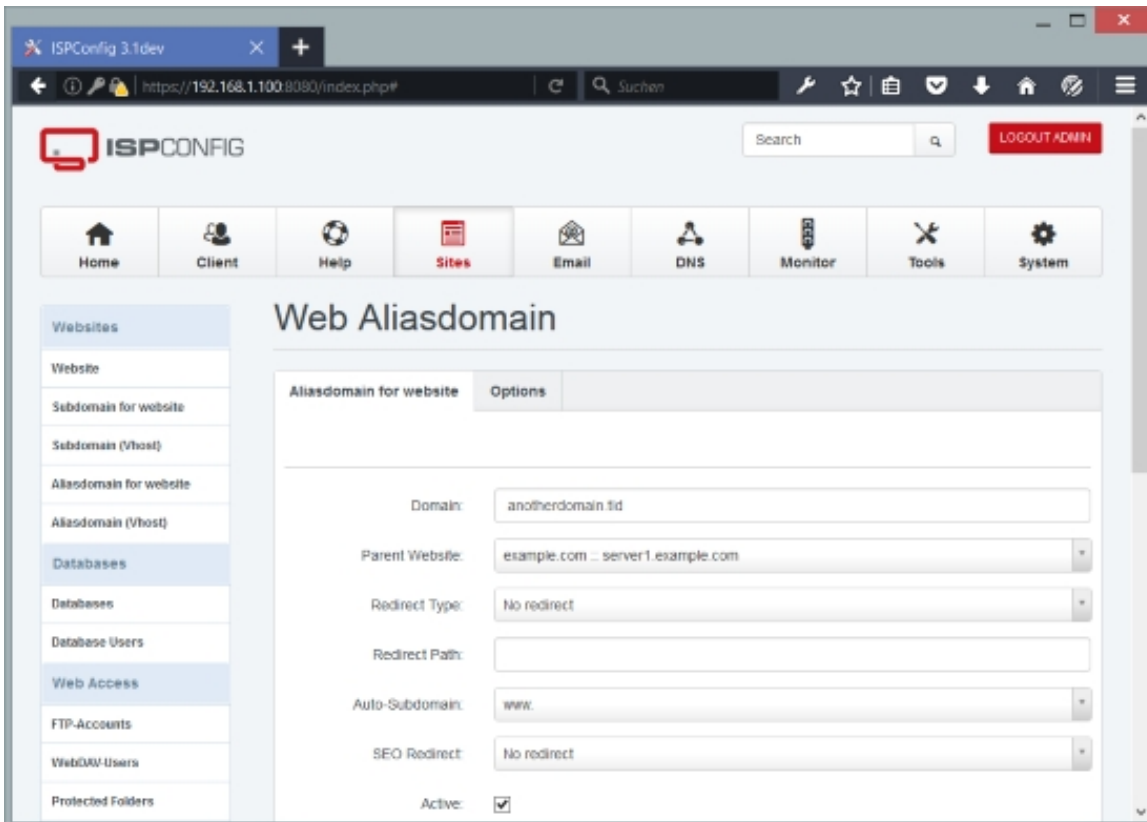 ISPConfig 3.1dev
https://192.168.1.100:8080/index.php#
Suchen
ISPCONFIG
Search
LOGOUT ADMIN
Home
Client
Help
Sites
Email
DNS
Monitor
Tools
System
Websites
Website
Subdomain for website
Subdomain (Vhost)
Aliasdomain for website
Aliasdomain (Vhost)
Databases
Databases
Database Users
Web Access
FTP-Accounts
WebDAV-Users
Protected Folders
Web Aliasdomain
Aliasdomain for website
Options
Domain: anotherdomain.tld
Parent Website: example.com :: server1.example.com
Redirect Type: No redirect
Redirect Path:
Auto-Subdomain: www.
SEO Redirect: No redirect
Active: